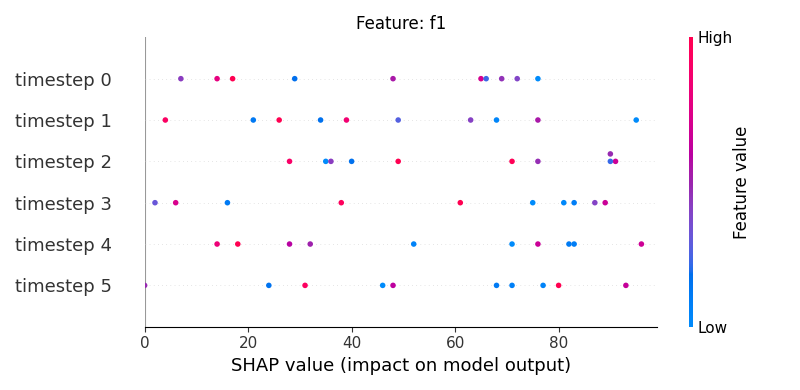 Feature: f1
High
timestep 0
timestep 1
timestep 2
timestep 3
timestep 4
timestep 5
Feature value
Low
0 20 40 60 80
SHAP value (impact on model output)